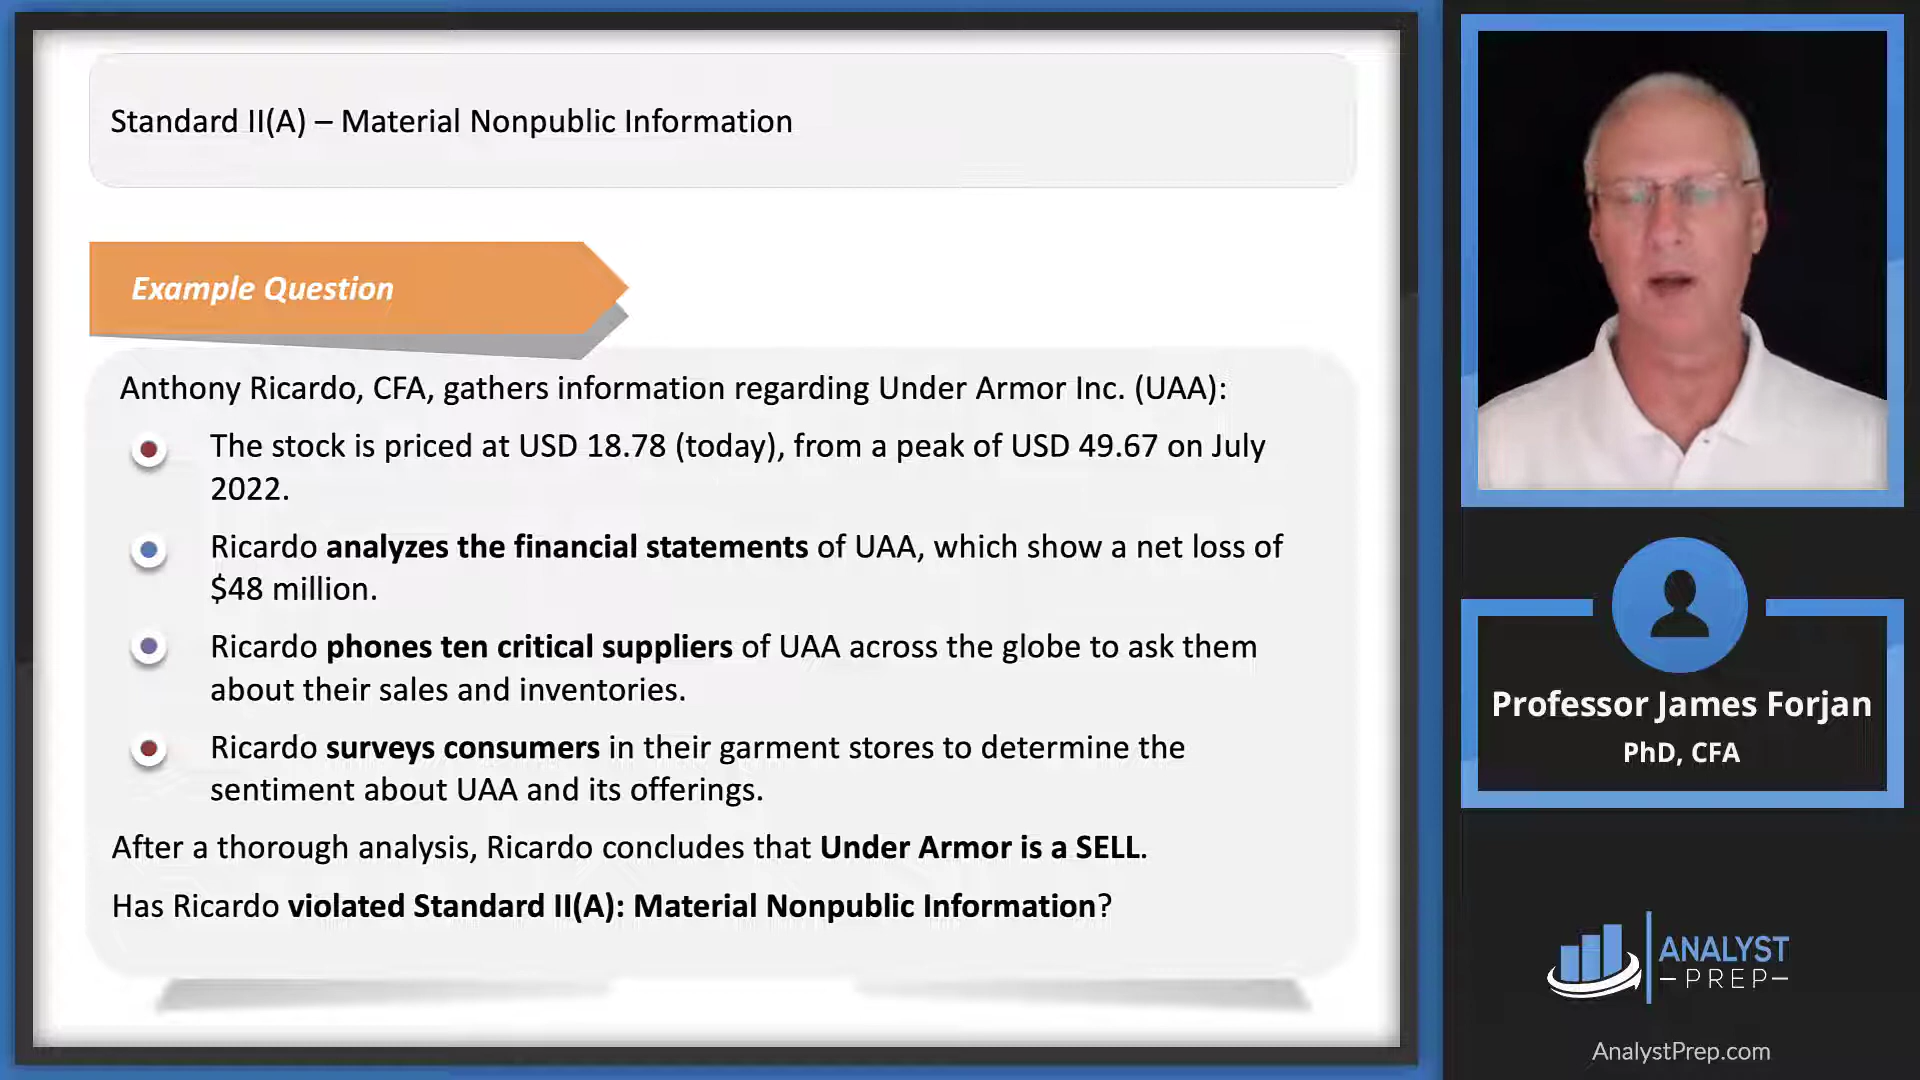 Standard II(A) – Material Nonpublic Information
Example Question
Anthony Ricardo, CFA, gathers information regarding Under Armor Inc. (UAA):
The stock is priced at USD 18.78 (today), from a peak of USD 49.67 on July
2022.
Ricardo analyzes the financial statements of UAA, which show a net loss of
$48 million.
Ricardo phones ten critical suppliers of UAA across the globe to ask them
about their sales and inventories.
Ricardo surveys consumers in their garment stores to determine the
sentiment about UAA and its offerings.
After a thorough analysis, Ricardo concludes that Under Armor is a SELL.
Has Ricardo violated Standard II(A): Material Nonpublic Information?
Professor James Forjan
PhD, CFA
ANALYST
PREP
AnalystPrep.com